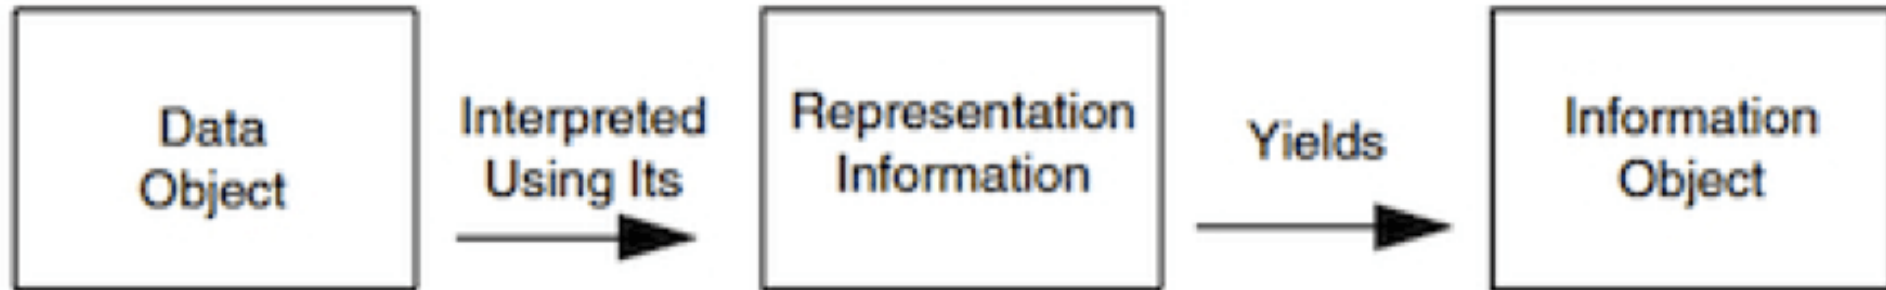 Data
Object
Interpreted
Using Its
Representation
Information
Yields
Information
Object